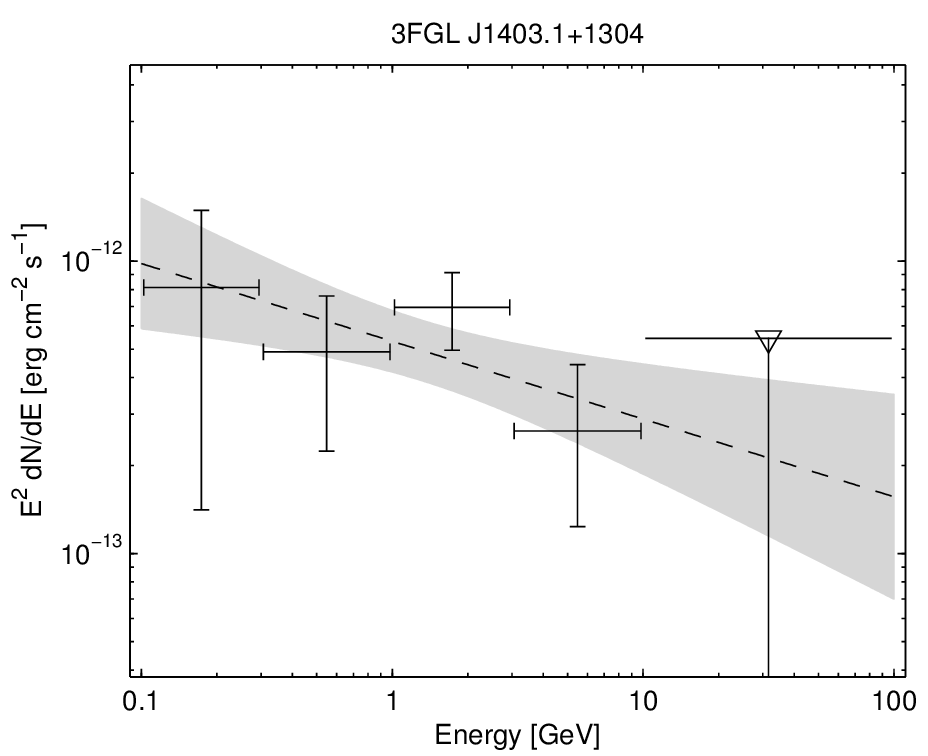 3FGL J1403.1+1304
E² dN/dE [erg cm⁻² s⁻¹]
10⁻¹²
10⁻¹³
0.1 1 10 100
Energy [GeV]